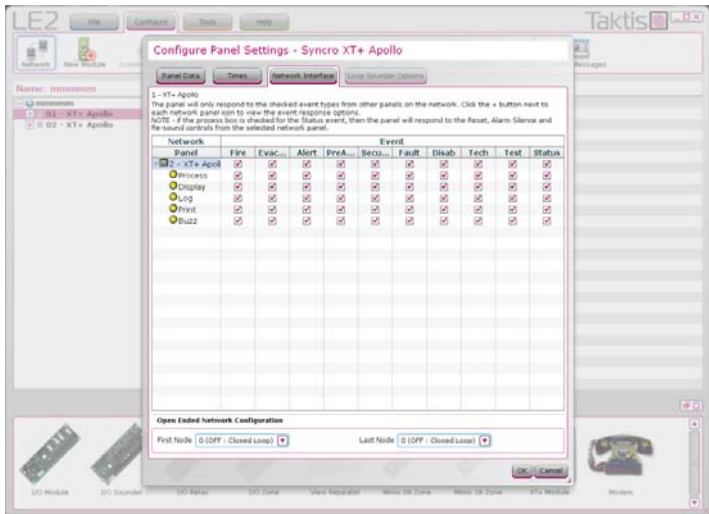 LE2 File Configure Tools Help Taktis
Configure Panel Settings - Syncro XT+ Apollo
Network New Module
Panel Data Times Network Interface Loop Sounder Options
Name: mmmmm
mmmmm
01 - XT+ Apollo
02 - XT+ Apollo
1 - XT+ Apollo
The panel will only respond to the checked event types from other panels on the network. Click the + button next to
each network panel icon to view the event response options.
NOTE - if the process box is checked for the Status event, then the panel will respond to the Reset, Alarm Silence and
Re-sound controls from the selected network panel.
Network Event
Panel Fire Evac... Alert PreA... Secu... Fault Disab Tech Test Status
2 - XT+ Apoll
Process
Display
Log
Print
Buzz
Open Ended Network Configuration
First Node 0 (OFF : Closed Loop) Last Node 0 (OFF : Closed Loop)
OK Cancel
I/O Module I/O Sounder I/O Relay I/O Zone View Repeater Mimic 16 Zone XT+ Module Modem